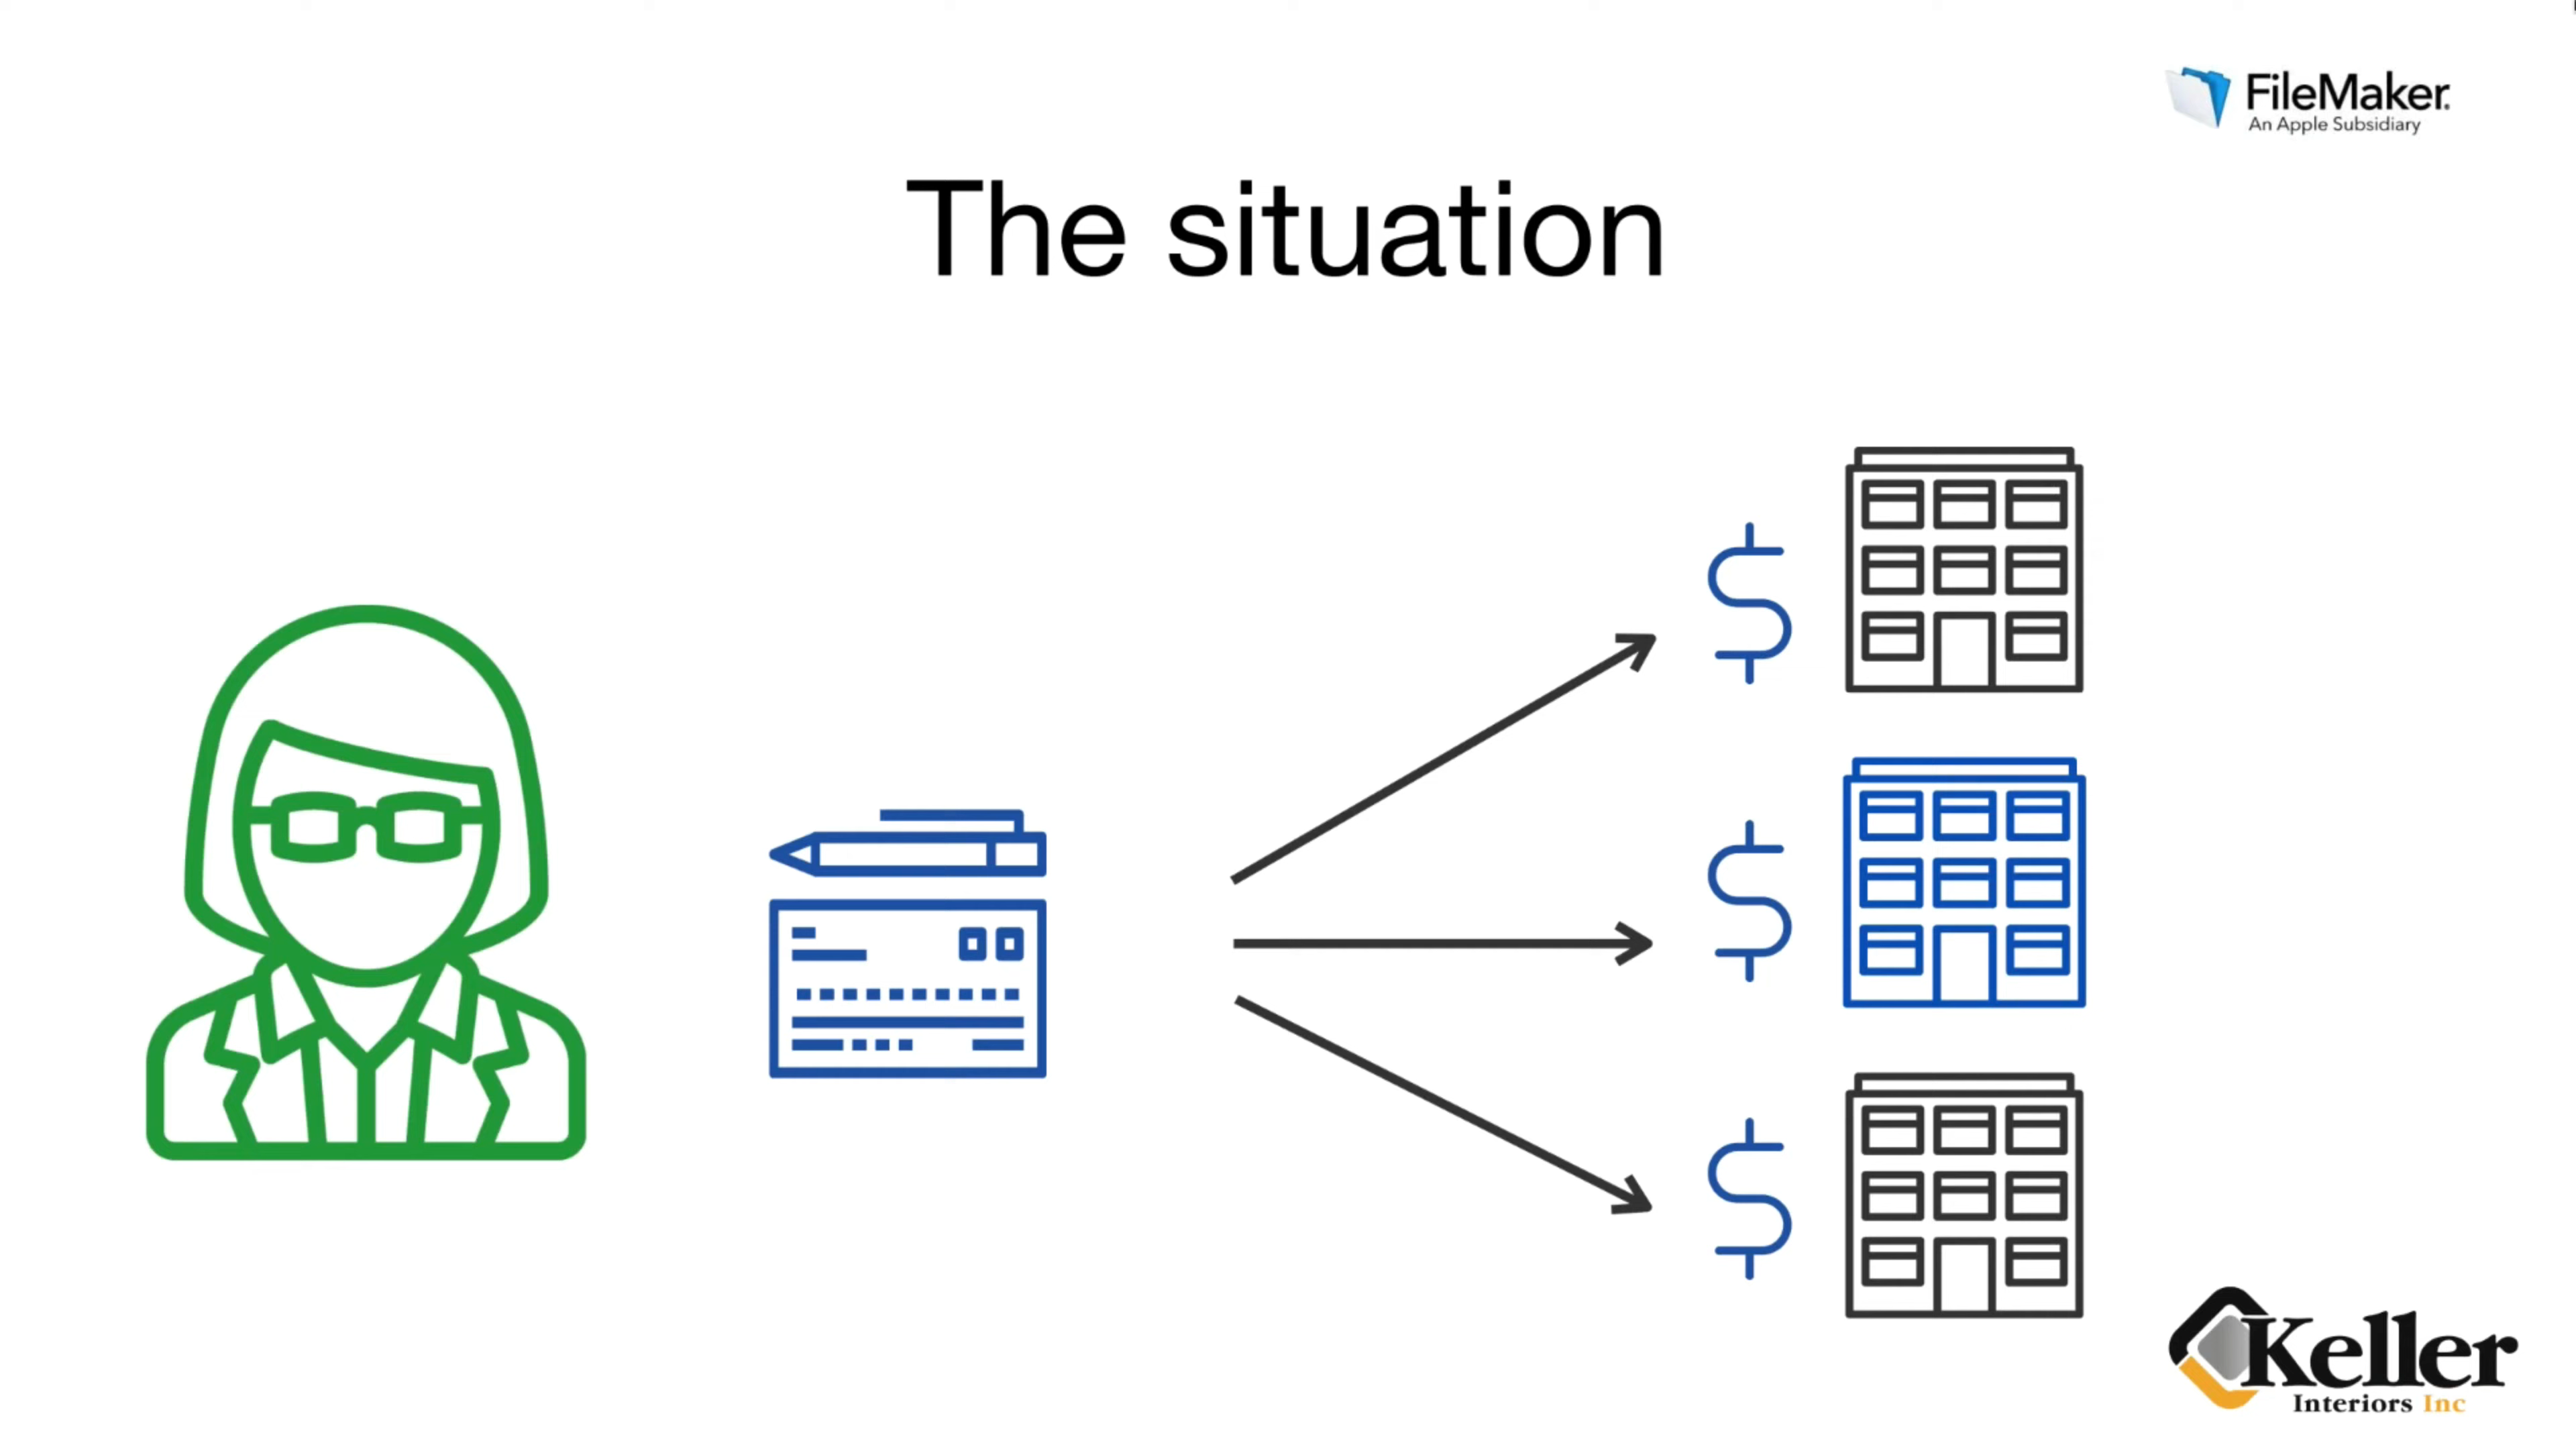 FileMaker.
An Apple Subsidiary
The situation
$
$
$
Keller
Interiors Inc